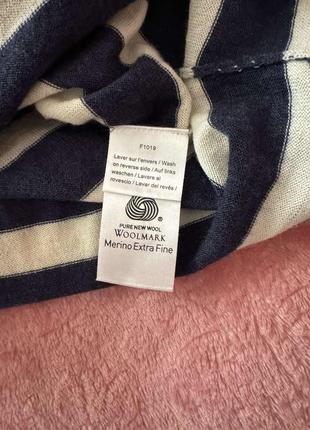 F1019
Laver sur l'envers / Wash
on reverse side / Auf links
waschen / Lavare al
rovescio / Lavar del revés /
PURE NEW WOOL
WOOLMARK
Merino Extra Fine